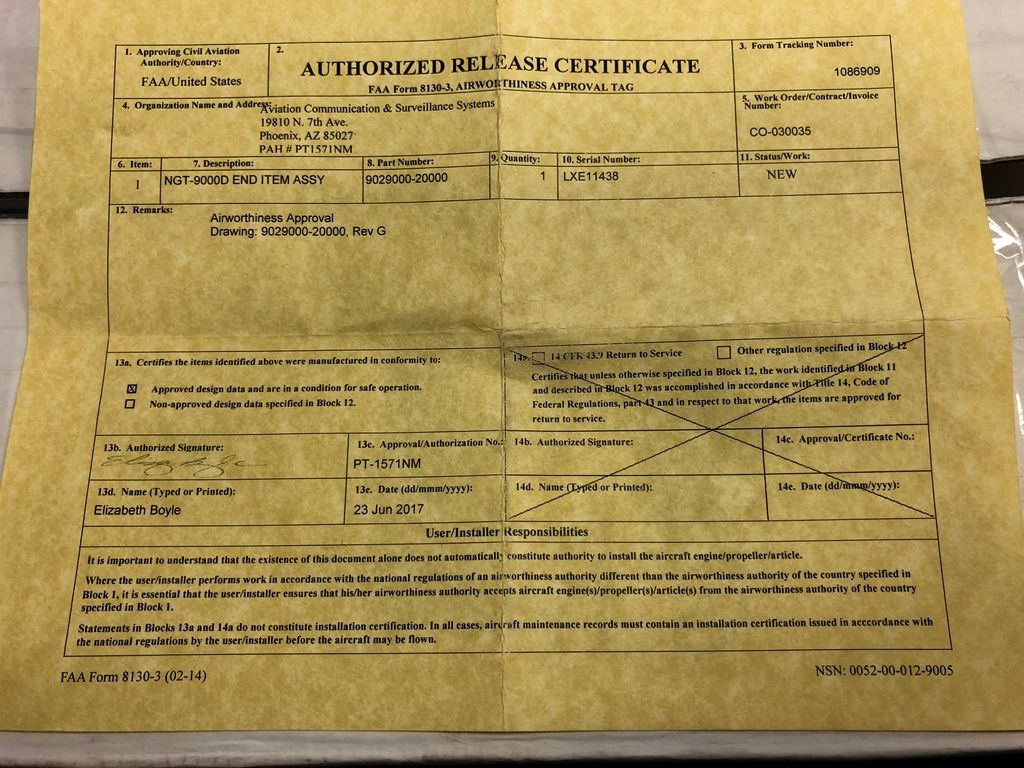 1. Approving Civil Aviation
Authority/Country:
FAA/United States
2.
AUTHORIZED RELEASE CERTIFICATE
FAA Form 8130-3, AIRWORTHINESS APPROVAL TAG
3. Form Tracking Number:
1086909
4. Organization Name and Address:
Aviation Communication & Surveillance Systems
19810 N. 7th Ave.
Phoenix, AZ 85027
PAH # PT1571NM
5. Work Order/Contract/Invoice
Number:
CO-030035
6. Item:
1
7. Description:
NGT-9000D END ITEM ASSY
8. Part Number:
9029000-20000
9. Quantity:
1
10. Serial Number:
LXE11438
11. Status/Work:
NEW
12. Remarks:
Airworthiness Approval
Drawing: 9029000-20000, Rev G
13a. Certifies the items identified above were manufactured in conformity to:
Approved design data and are in a condition for safe operation.
Non-approved design data specified in Block 12.
14a. 14 CFR 43.9 Return to Service
Other regulation specified in Block 12
Certifies that unless otherwise specified in Block 12, the work identified in Block 11
and described in Block 12 was accomplished in accordance with Title 14, Code of
Federal Regulations, part 43 and in respect to that work, the items are approved for
return to service.
13b. Authorized Signature:
13c. Approval/Authorization No.:
PT-1571NM
14b. Authorized Signature:
14c. Approval/Certificate No.:
13d. Name (Typed or Printed):
Elizabeth Boyle
13e. Date (dd/mmm/yyyy):
23 Jun 2017
14d. Name (Typed or Printed):
14e. Date (dd/mmm/yyyy):
User/Installer Responsibilities
It is important to understand that the existence of this document alone does not automatically constitute authority to install the aircraft engine/propeller/article.
Where the user/installer performs work in accordance with the national regulations of an airworthiness authority different than the airworthiness authority of the country specified in
Block 1, it is essential that the user/installer ensures that his/her airworthiness authority accepts aircraft engine(s)/propeller(s)/article(s) from the airworthiness authority of the country
specified in Block 1.
Statements in Blocks 13a and 14a do not constitute installation certification. In all cases, aircraft maintenance records must contain an installation certification issued in acccordance with
the national regulations by the user/installer before the aircraft may be flown.
FAA Form 8130-3 (02-14)
NSN: 0052-00-012-9005